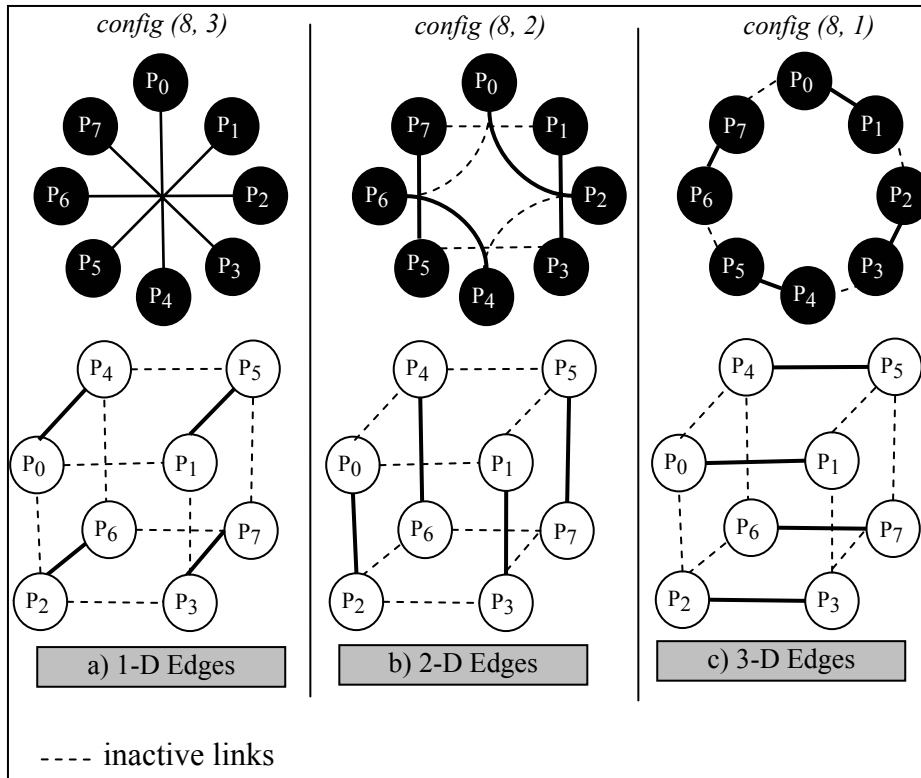 config (8, 3)
P0
P7
P1
P6
P2
P5
P3
P4
P4
P5
P0
P1
P6
P7
P2
P3
a) 1-D Edges
config (8, 2)
P0
P7
P1
P6
P2
P5
P3
P4
P4
P5
P0
P1
P6
P7
P2
P3
b) 2-D Edges
config (8, 1)
P0
P7
P1
P6
P2
P5
P3
P4
P4
P5
P0
P1
P6
P7
P2
P3
c) 3-D Edges
inactive links